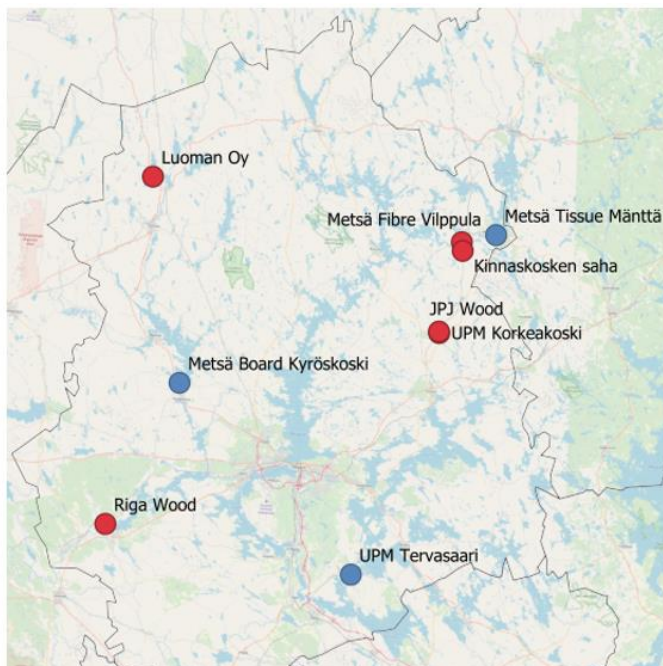 Luoman Oy
Metsä Fibre Vilppula
Metsä Tissue Mänttä
Kinnaskosken saha
JPJ Wood
UPM Korkeakoski
Metsä Board Kyröskoski
Riga Wood
UPM Tervasaari